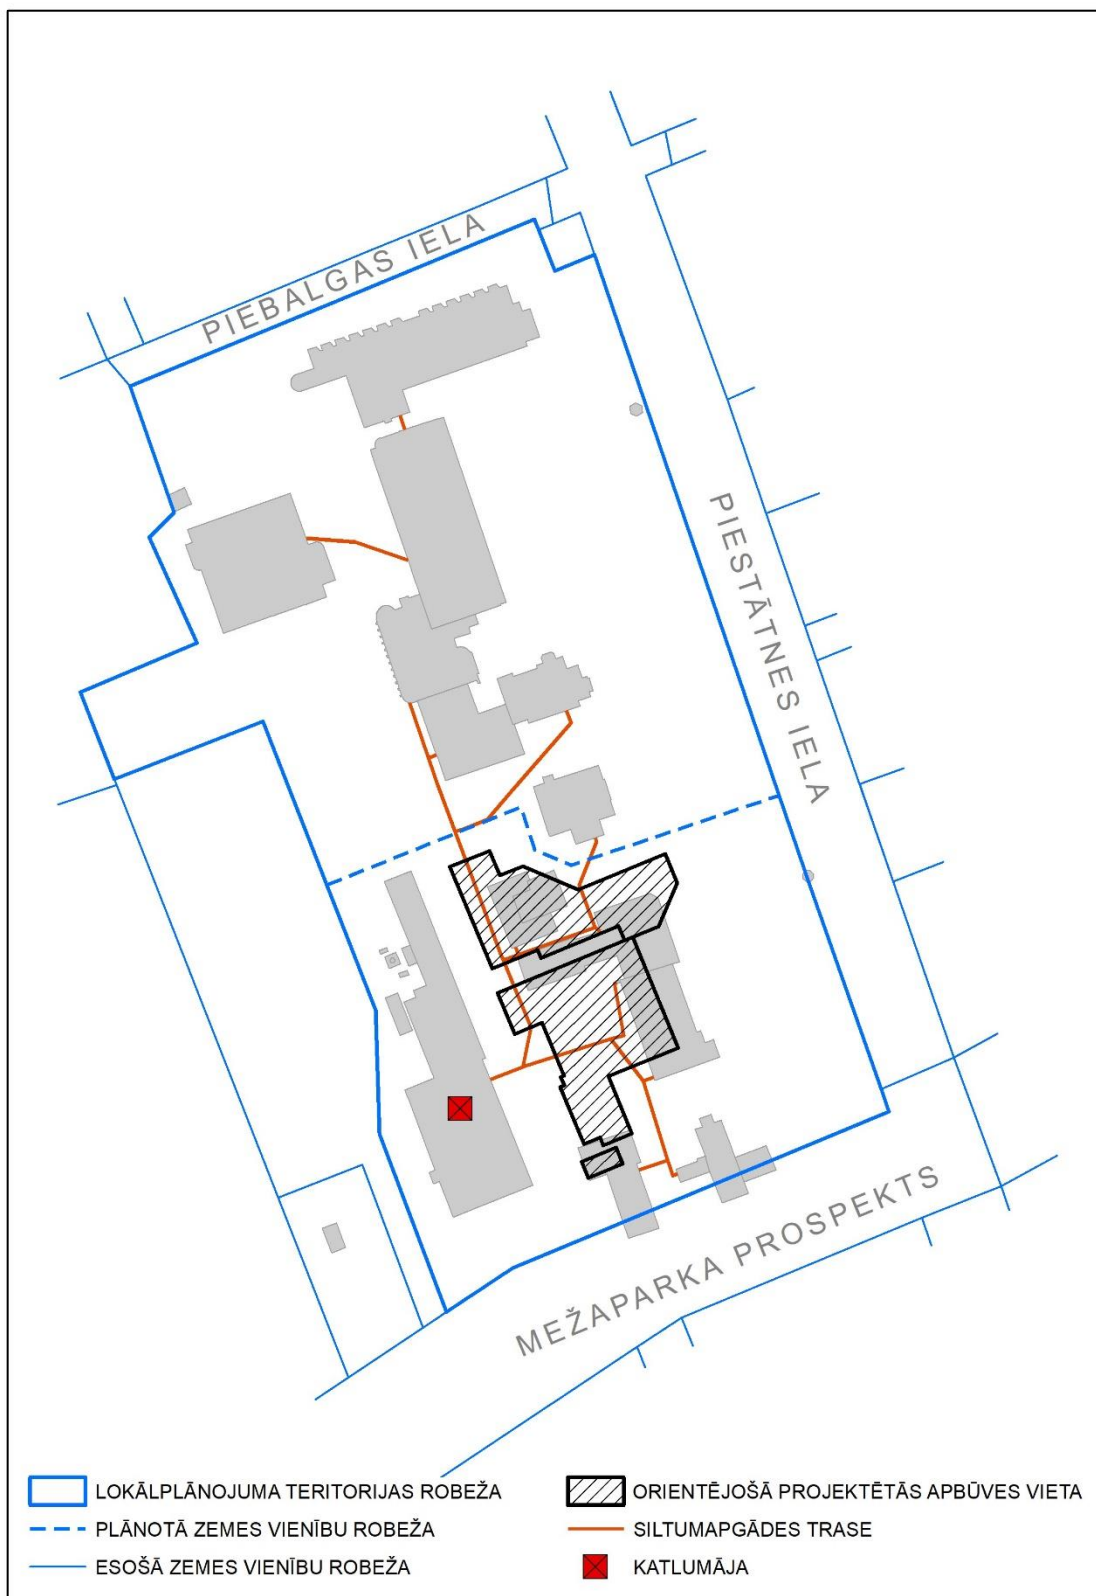 PIEBALGAS IELA
PIESTĀTNES IELA
MEŽAPARKA PROSPEKTS
LOKĀLPLĀNOJUMA TERITORIJAS ROBEŽA
PLĀNOTĀ ZEMES VIENĪBU ROBEŽA
ESOŠĀ ZEMES VIENĪBU ROBEŽA
ORIENTĒJOŠĀ PROJEKTĒTĀS APBŪVES VIETA
SILTUMAPGĀDES TRASE
KATLUMĀJA